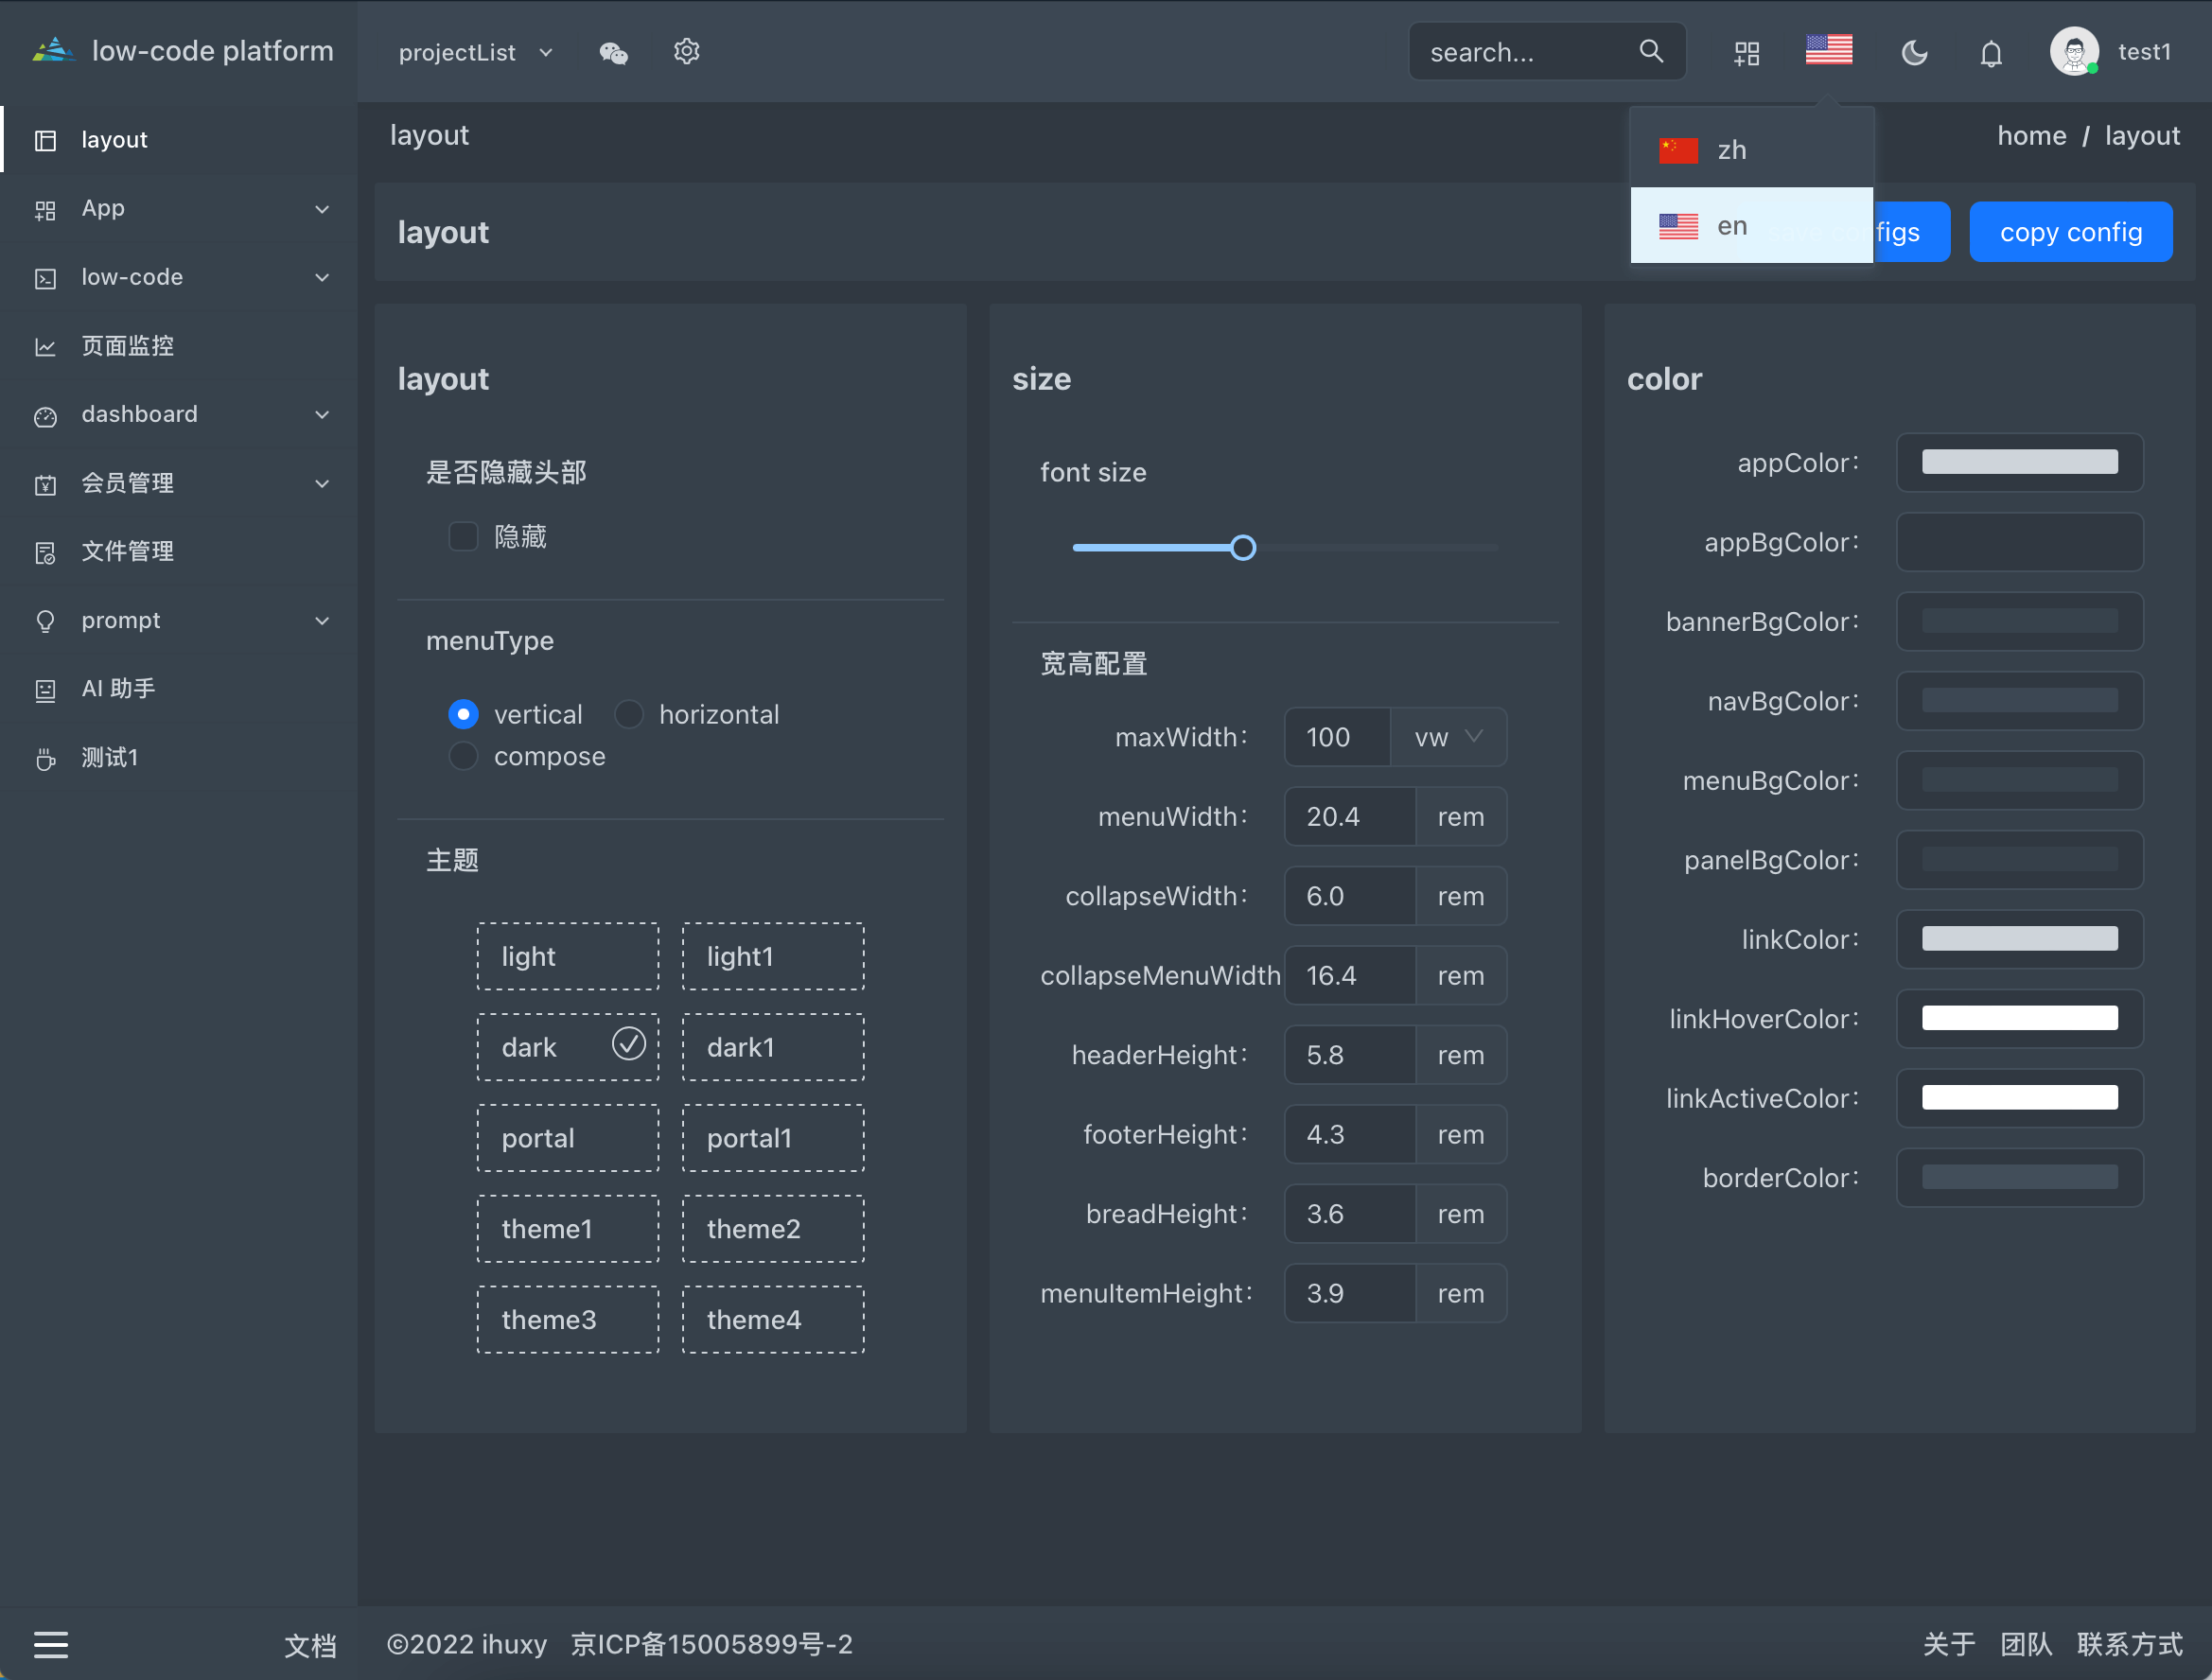 low-code platform
projectList
search...
test1
layout
App
low-code
页面监控
dashboard
会员管理
文件管理
prompt
AI 助手
测试1
文档
layout
home / layout
zh
en
layout
figs
copy config
layout
是否隐藏头部
隐藏
menuType
vertical
horizontal
compose
主题
light
light1
dark
dark1
portal
portal1
theme1
theme2
theme3
theme4
size
font size
宽高配置
maxWidth: 100 vw
menuWidth: 20.4 rem
collapseWidth: 6.0 rem
collapseMenuWidth 16.4 rem
headerHeight: 5.8 rem
footerHeight: 4.3 rem
breadHeight: 3.6 rem
menuItemHeight: 3.9 rem
color
appColor:
appBgColor:
bannerBgColor:
navBgColor:
menuBgColor:
panelBgColor:
linkColor:
linkHoverColor:
linkActiveColor:
borderColor:
©2022 ihuxy 京ICP备15005899号-2
关于 团队 联系方式